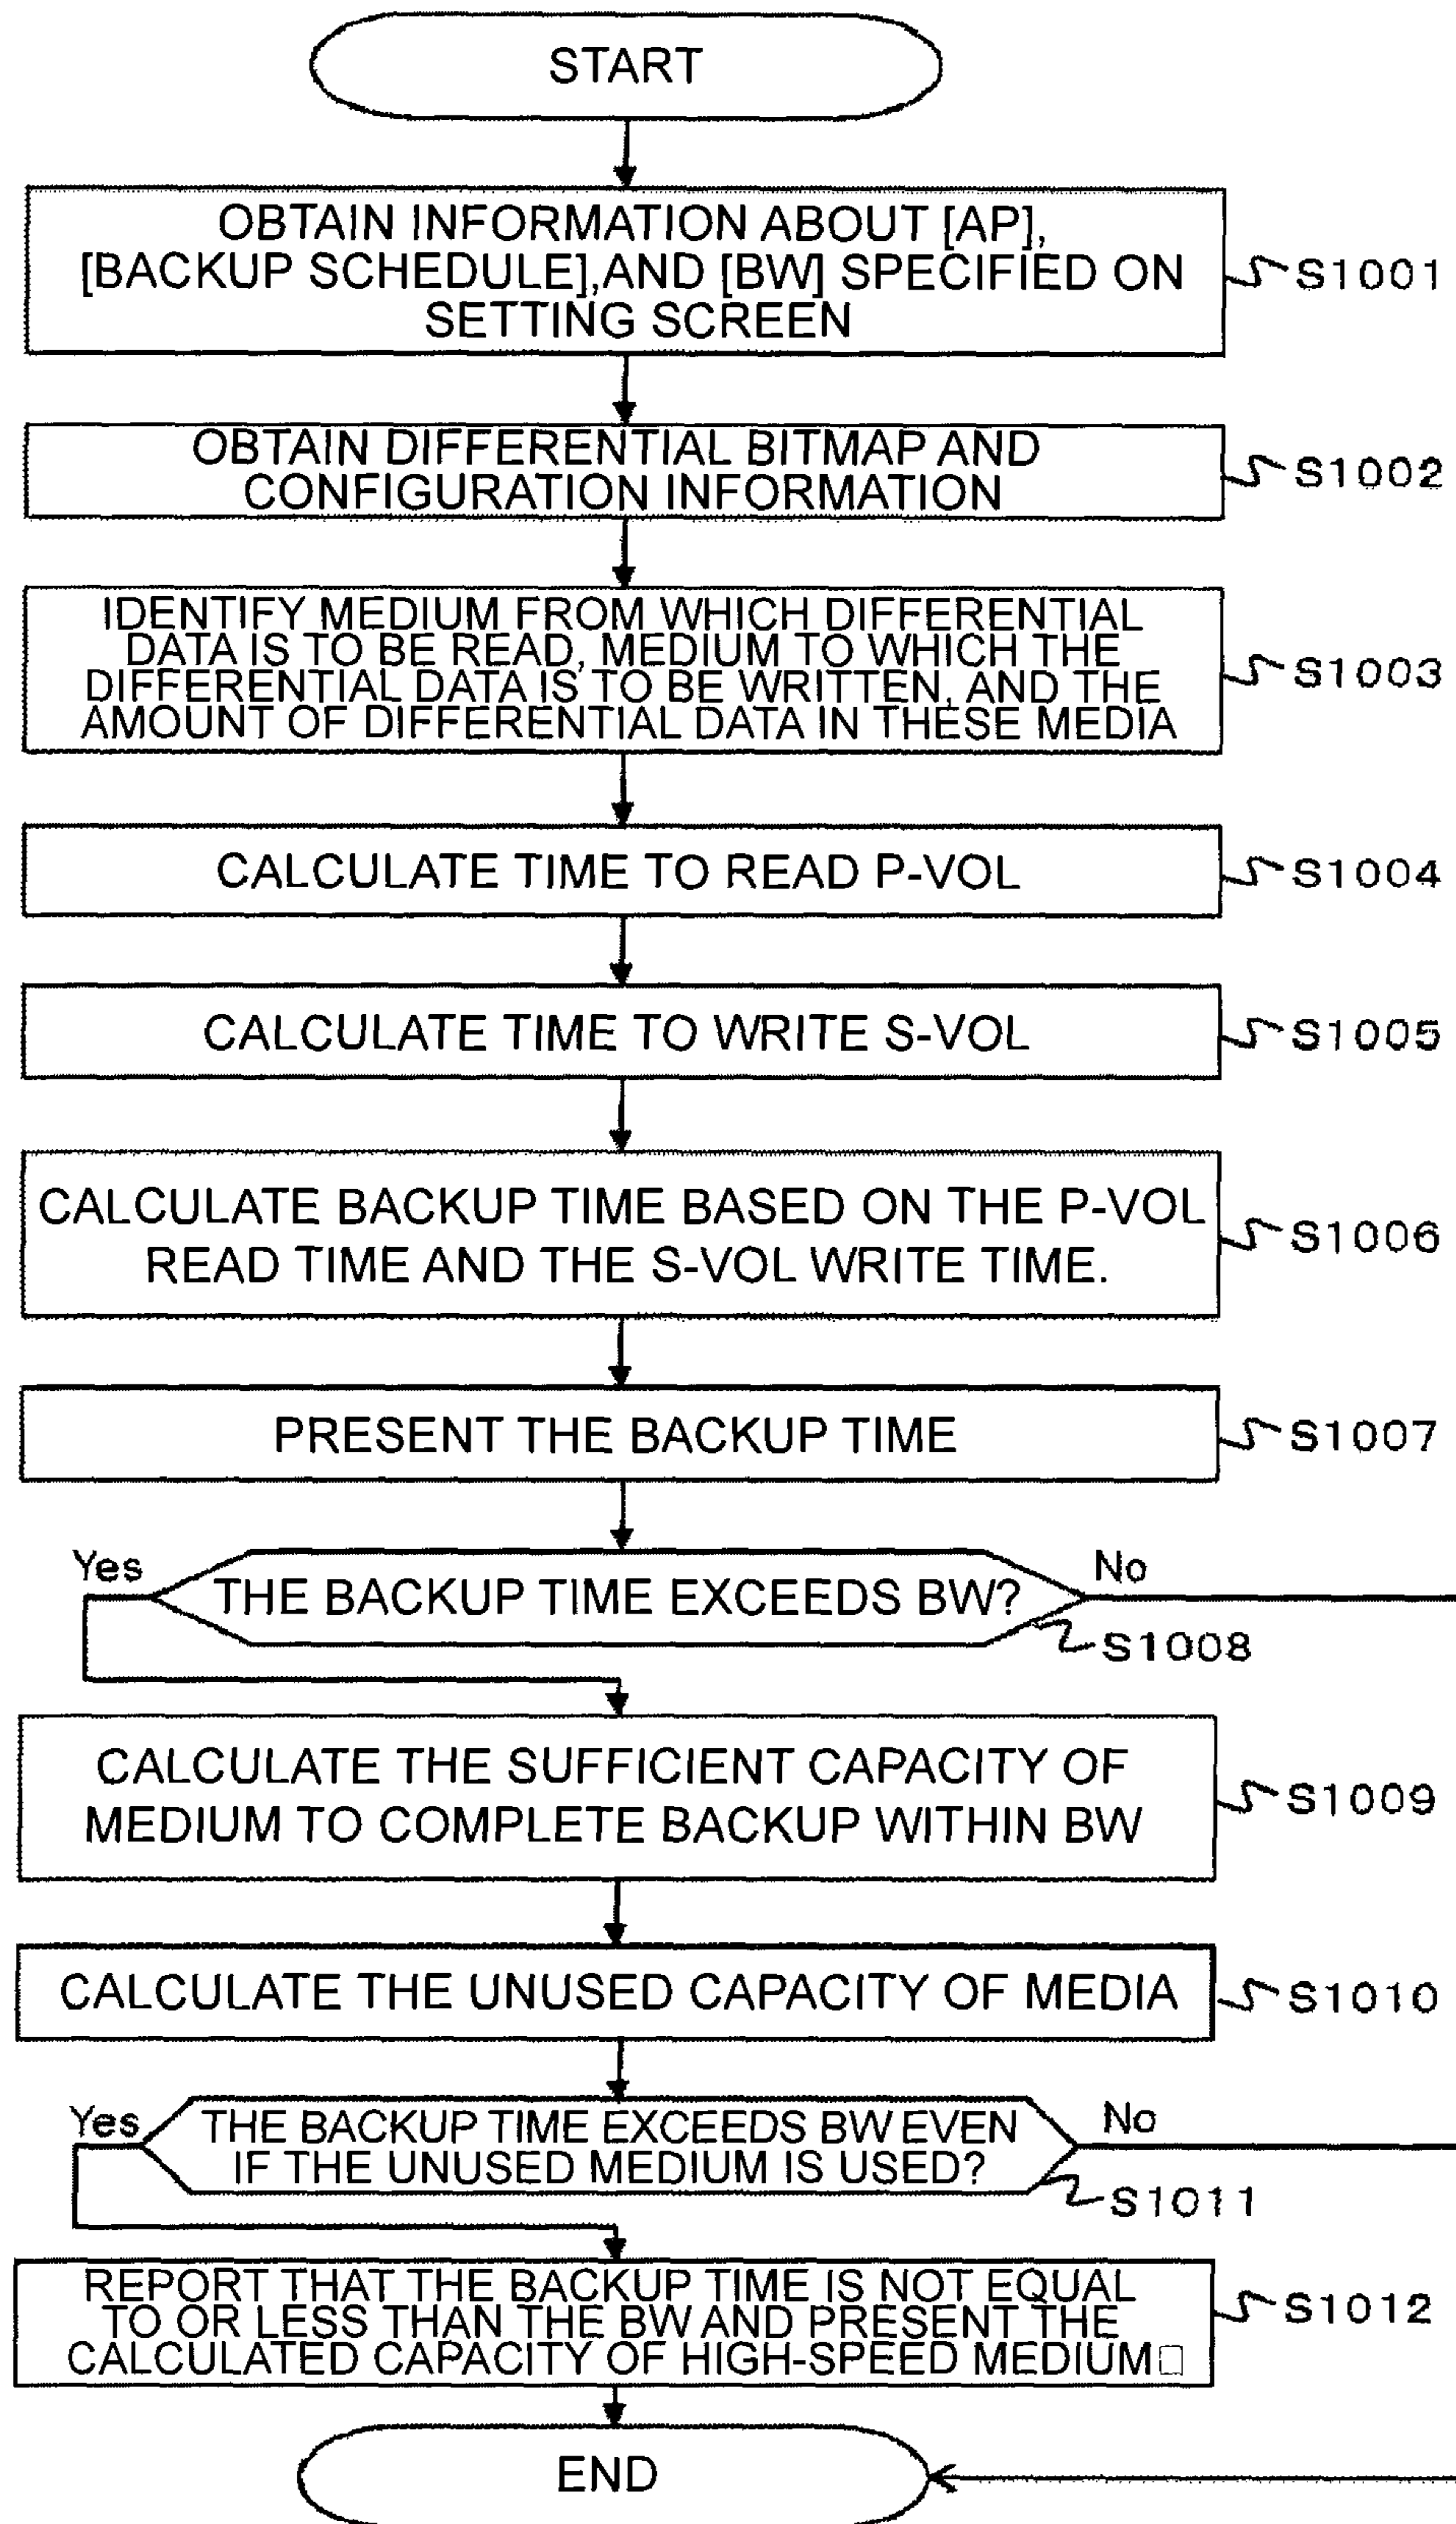 START
OBTAIN INFORMATION ABOUT [AP],
[BACKUP SCHEDULE],AND [BW] SPECIFIED ON
SETTING SCREEN
S1001
OBTAIN DIFFERENTIAL BITMAP AND
CONFIGURATION INFORMATION
S1002
IDENTIFY MEDIUM FROM WHICH DIFFERENTIAL
DATA IS TO BE READ, MEDIUM TO WHICH THE
DIFFERENTIAL DATA IS TO BE WRITTEN, AND THE
AMOUNT OF DIFFERENTIAL DATA IN THESE MEDIA
S1003
CALCULATE TIME TO READ P-VOL
S1004
CALCULATE TIME TO WRITE S-VOL
S1005
CALCULATE BACKUP TIME BASED ON THE P-VOL
READ TIME AND THE S-VOL WRITE TIME.
S1006
PRESENT THE BACKUP TIME
S1007
Yes
THE BACKUP TIME EXCEEDS BW?
No
S1008
CALCULATE THE SUFFICIENT CAPACITY OF
MEDIUM TO COMPLETE BACKUP WITHIN BW
S1009
CALCULATE THE UNUSED CAPACITY OF MEDIA
S1010
Yes
THE BACKUP TIME EXCEEDS BW EVEN
IF THE UNUSED MEDIUM IS USED?
No
S1011
REPORT THAT THE BACKUP TIME IS NOT EQUAL
TO OR LESS THAN THE BW AND PRESENT THE
CALCULATED CAPACITY OF HIGH-SPEED MEDIUM□
S1012
END